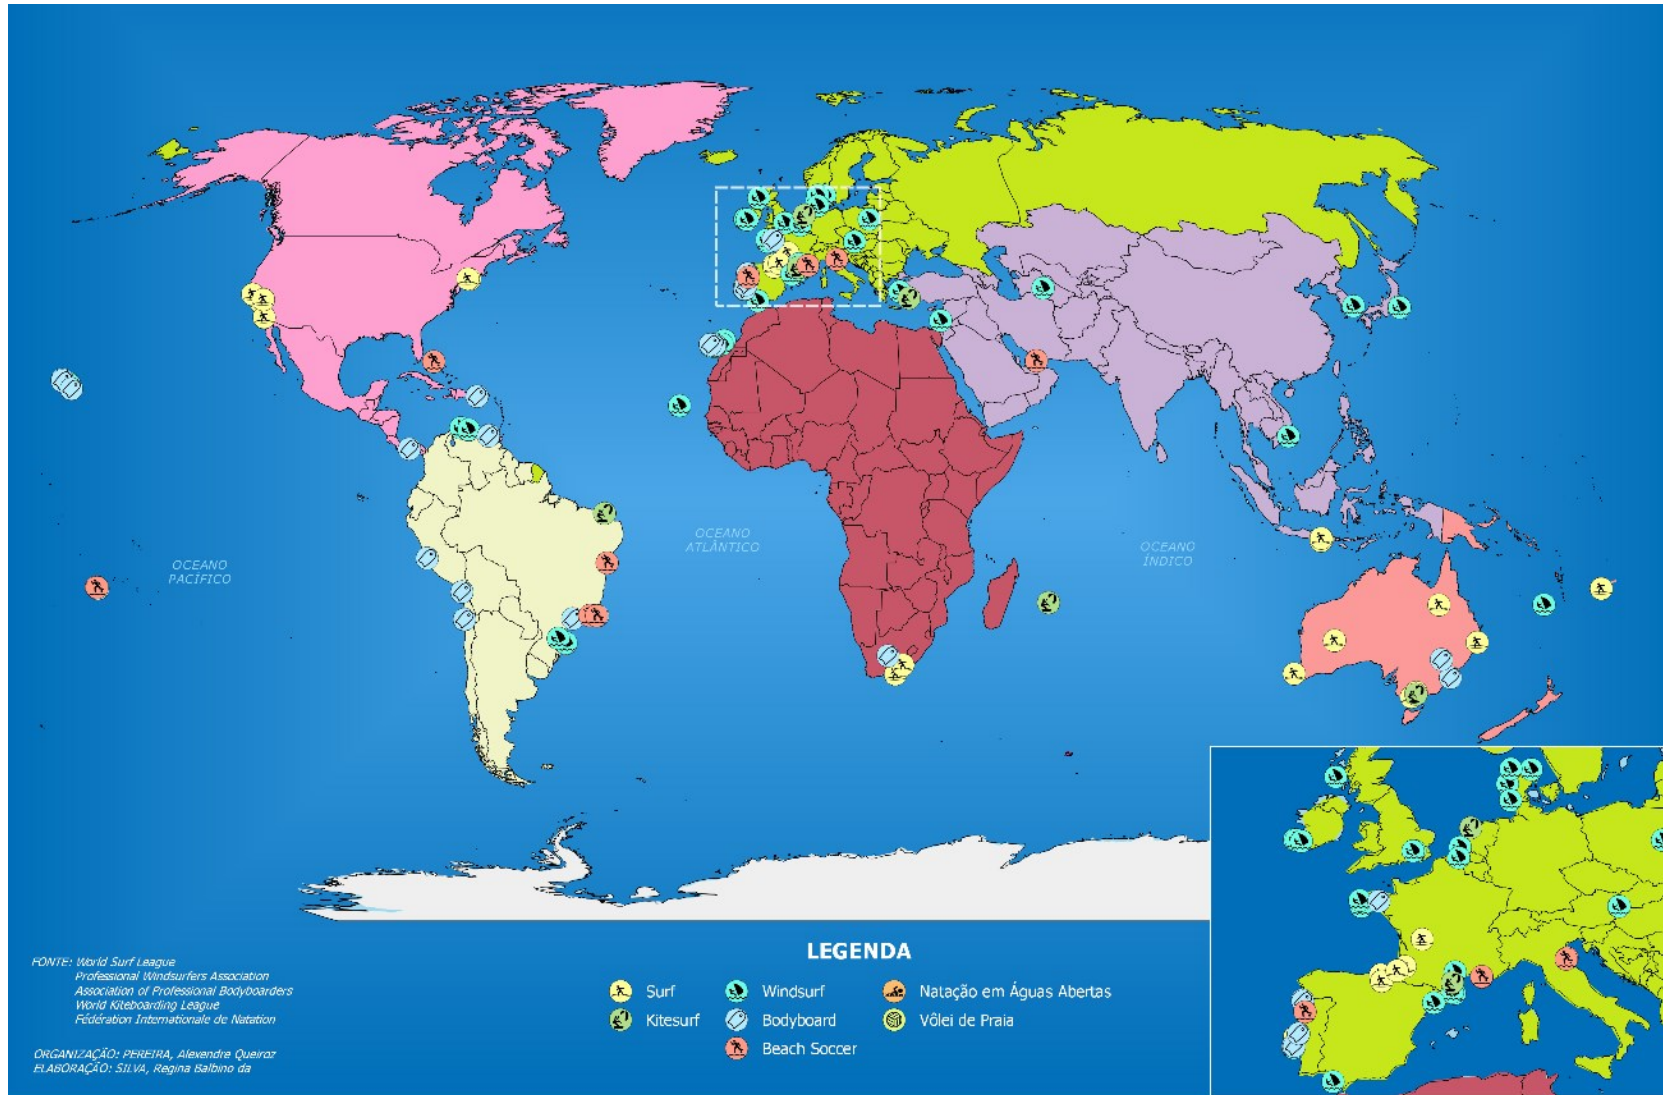 OCEANO
PACÍFICO
OCEANO
ATLÂNTICO
OCEANO
ÍNDICO
FONTE: World Surf League
Professional Windsurfers Association
Association of Professional Bodyboarders
World Kiteboarding League
Fédération Internationale de Natation
ORGANIZAÇÃO: PEREIRA, Alexandre Queiroz
ELABORAÇÃO: SILVA, Regina Balbino da
LEGENDA
Surf
Windsurf
Natação em Águas Abertas
Kitesurf
Bodyboard
Vôlei de Praia
Beach Soccer